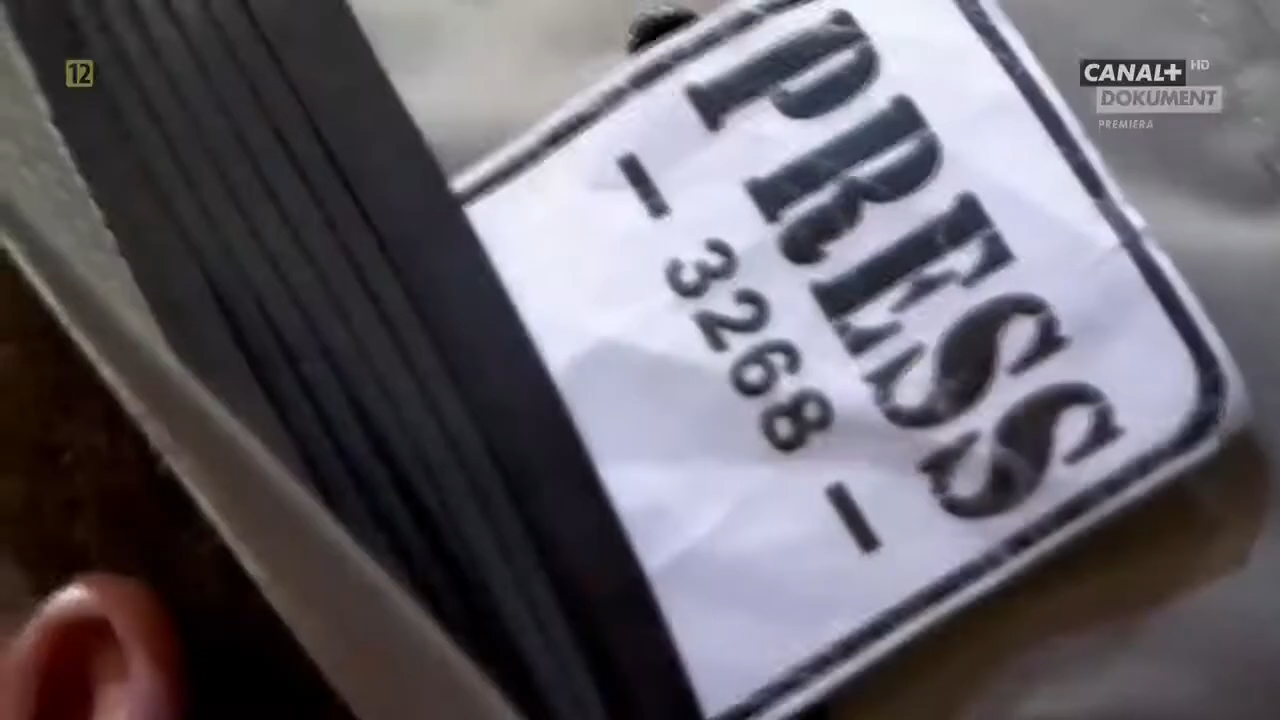 12
CANAL+ HD
DOKUMENT
PREMIERA
PRESS
- 3268 -